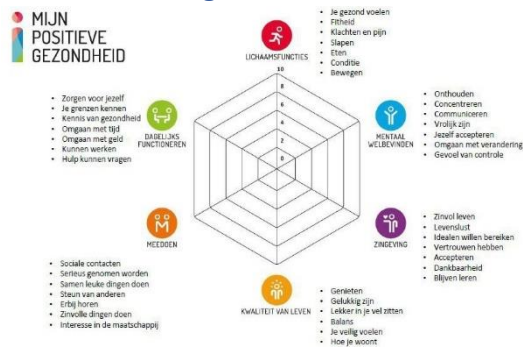 MIJN
POSITIEVE
GEZONDHEID
• Je gezond voelen
• Fitheid
• Klachten en pijn
• Slapen
• Eten
• Conditie
• Bewegen
LICHAAMSFUNCTIES
10
8
6
4
2
0
• Onthouden
• Concentreren
• Communiceren
• Vrolijk zijn
• Jezelf accepteren
• Omgaan met verandering
• Gevoel van controle
MENTAAL
WELBEVINDEN
• Zinvol leven
• Levenslust
• Idealen willen bereiken
• Vertrouwen hebben
• Accepteren
• Dankbaarheid
• Blijven leren
ZINGEVING
• Genieten
• Gelukkig zijn
• Lekker in je vel zitten
• Balans
• Je veilig voelen
• Hoe je woont
KWALITEIT VAN LEVEN
• Sociale contacten
• Serieus genomen worden
• Samen leuke dingen doen
• Steun van anderen
• Erbij horen
• Zinvolle dingen doen
• Interesse in de maatschappij
MEEDOEN
• Zorgen voor jezelf
• Je grenzen kennen
• Kennis van gezondheid
• Omgaan met tijd
• Omgaan met geld
• Kunnen werken
• Hulp kunnen vragen
DAGELIJKS
FUNCTIONEREN